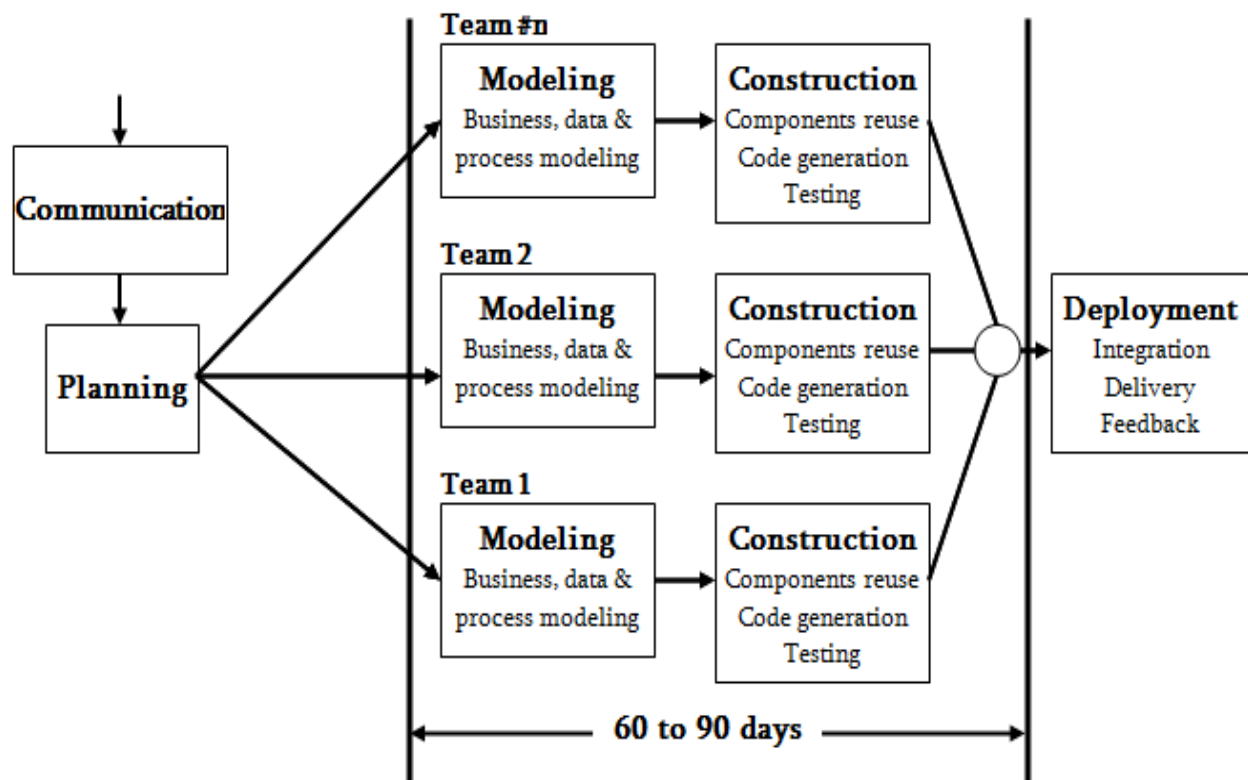 Communication
Planning
Team #n
Modeling
Business, data &
process modeling
Construction
Components reuse
Code generation
Testing
Team 2
Modeling
Business, data &
process modeling
Construction
Components reuse
Code generation
Testing
Team 1
Modeling
Business, data &
process modeling
Construction
Components reuse
Code generation
Testing
Deployment
Integration
Delivery
Feedback
60 to 90 days